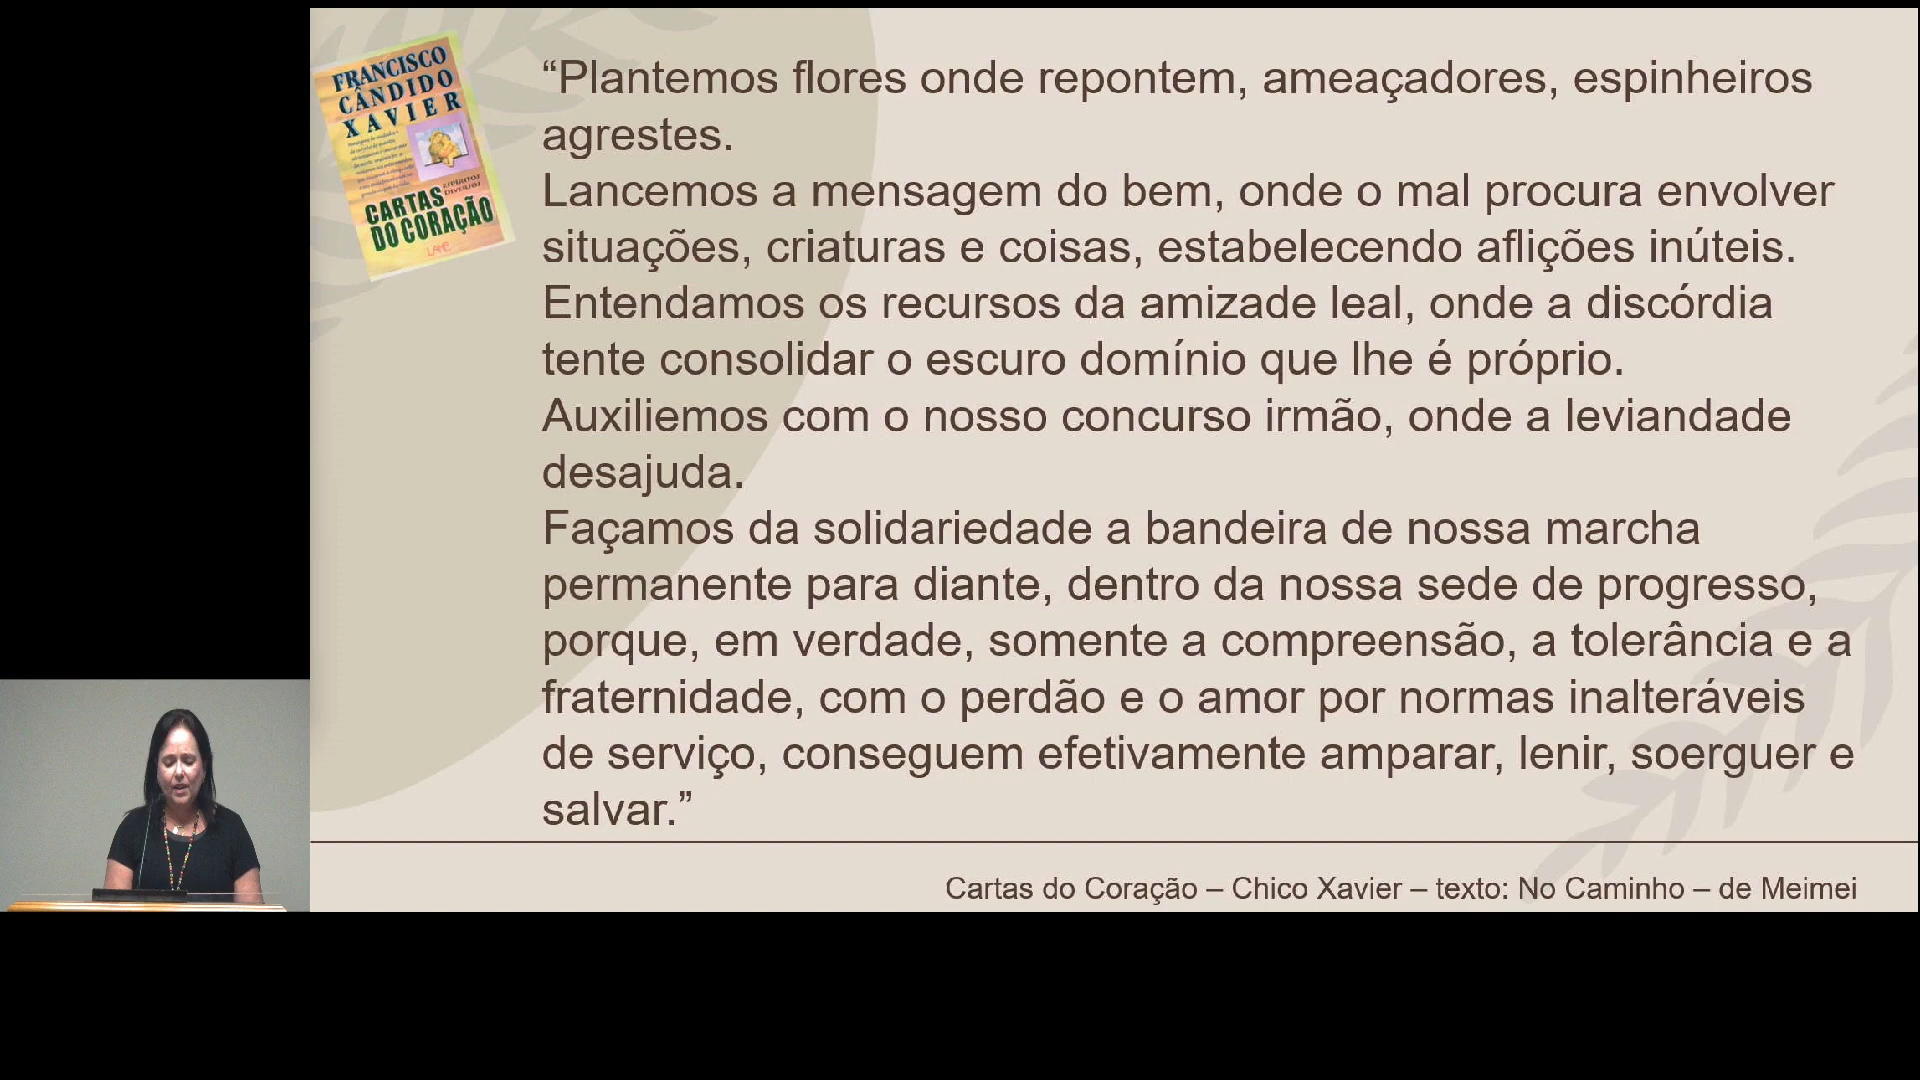 FRANCISCO
CÂNDIDO
XAVIER
ESPÍRITOS
DIVERSOS
CARTAS
DO CORAÇÃO
LAKE
“Plantemos flores onde repontem, ameaçadores, espinheiros
agrestes.
Lancemos a mensagem do bem, onde o mal procura envolver
situações, criaturas e coisas, estabelecendo aflições inúteis.
Entendamos os recursos da amizade leal, onde a discórdia
tente consolidar o escuro domínio que lhe é próprio.
Auxiliemos com o nosso concurso irmão, onde a leviandade
desajuda.
Façamos da solidariedade a bandeira de nossa marcha
permanente para diante, dentro da nossa sede de progresso,
porque, em verdade, somente a compreensão, a tolerância e a
fraternidade, com o perdão e o amor por normas inalteráveis
de serviço, conseguem efetivamente amparar, lenir, soerguer e
salvar.”
Cartas do Coração – Chico Xavier – texto: No Caminho – de Meimei